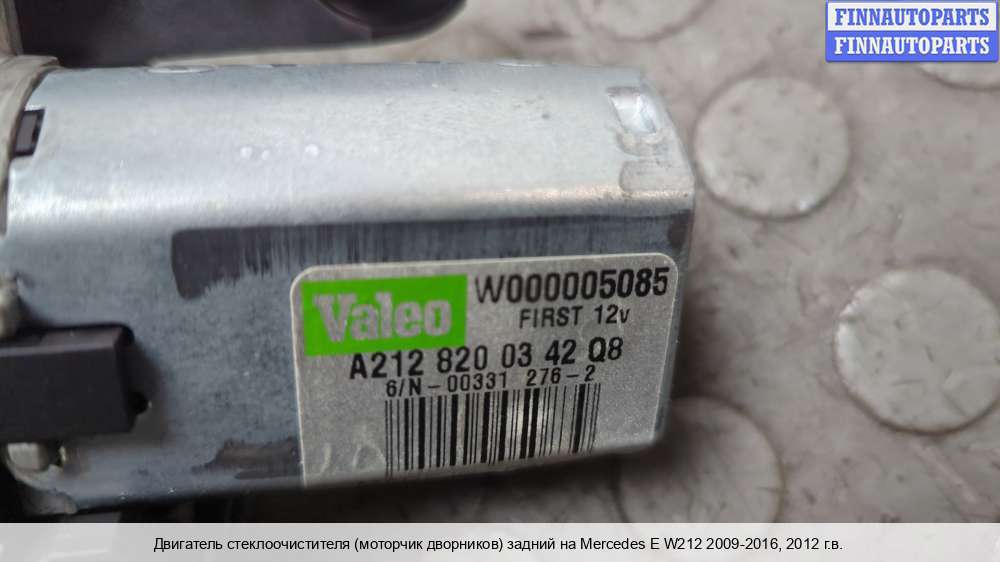 FINNAUTOPARTS
FINNAUTOPARTS
Valeo
W000005085
FIRST 12v
A212 820 03 42 Q8
6/N-00331 276-2
Двигатель стеклоочистителя (моторчик дворников) задний на Mercedes E W212 2009-2016, 2012 г.в.